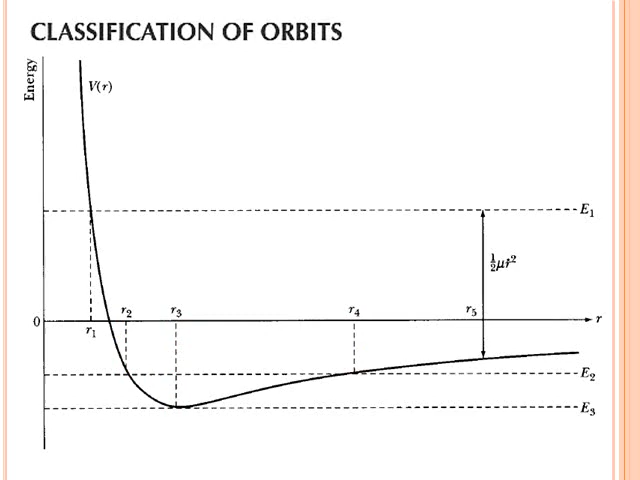 CLASSIFICATION OF ORBITS
Energy
V(r)
E₁
½μṙ²
r₂ r₃ r₄ r₅
0 r
r₁
E₂
E₃